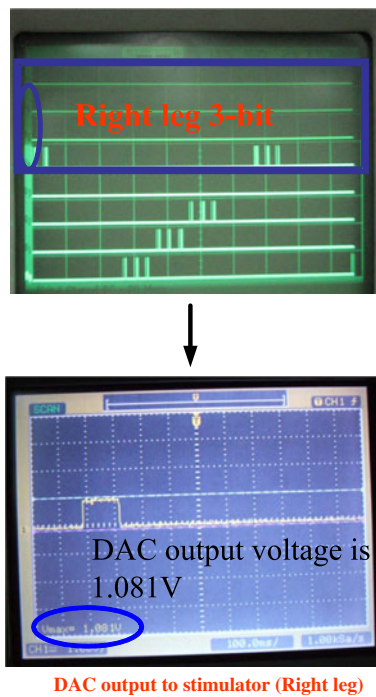 Right leg 3-bit
SCAN
CH1
DAC output voltage is
1.081V
Vmax= 1.081V
CH1=
100.0ms/ 1.00kSa/s
DAC output to stimulator (Right leg)